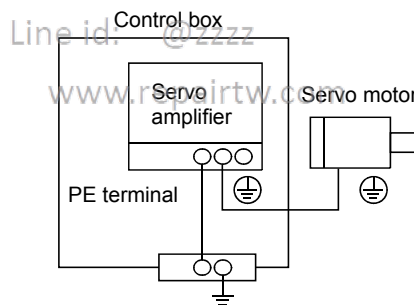 Control box
Line id: @zzzz
Servo
amplifier
www.repairtw.com
Servo motor
PE terminal